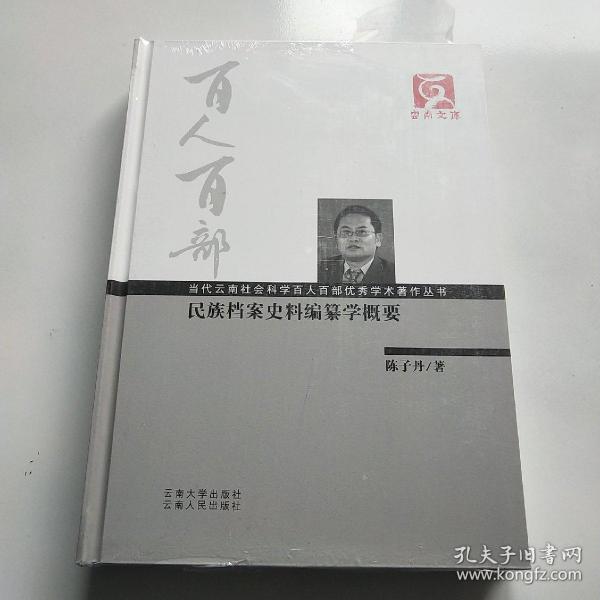 百人百部
云南文库
当代云南社会科学百人百部优秀学术著作丛书
民族档案史料编纂学概要
陈子丹/著
云南大学出版社
云南人民出版社
孔夫子旧书网
www.kongfz.com